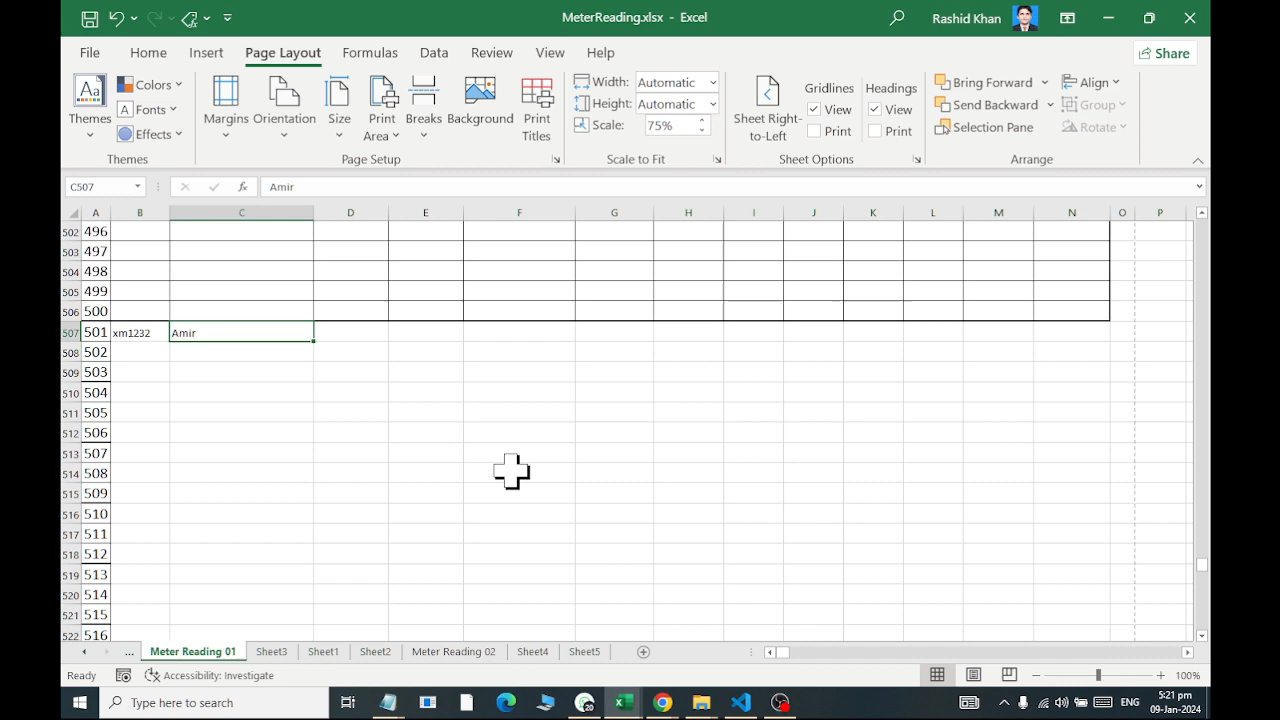 MeterReading.xlsx - Excel
Rashid Khan
File Home Insert Page Layout Formulas Data Review View Help
Share
Themes
Colors
Fonts
Effects
Themes
Margins
Orientation
Size
Print Area
Breaks
Background
Print Titles
Page Setup
Width: Automatic
Height: Automatic
Scale: 75%
Scale to Fit
Sheet Right-to-Left
Gridlines
View
Print
Headings
View
Print
Sheet Options
Bring Forward
Send Backward
Selection Pane
Align
Group
Rotate
Arrange
C507 fx Amir
A B C D E F G H I J K L M N O P
502 496
503 497
504 498
505 499
506 500
507 501 xm1232 Amir
508 502
509 503
510 504
511 505
512 506
513 507
514 508
515 509
516 510
517 511
518 512
519 513
520 514
521 515
522 516
... Meter Reading 01 Sheet3 Sheet1 Sheet2 Meter Reading 02 Sheet4 Sheet5
Ready Accessibility: Investigate 100%
Type here to search
20
ENG
5:21 pm
09-Jan-2024